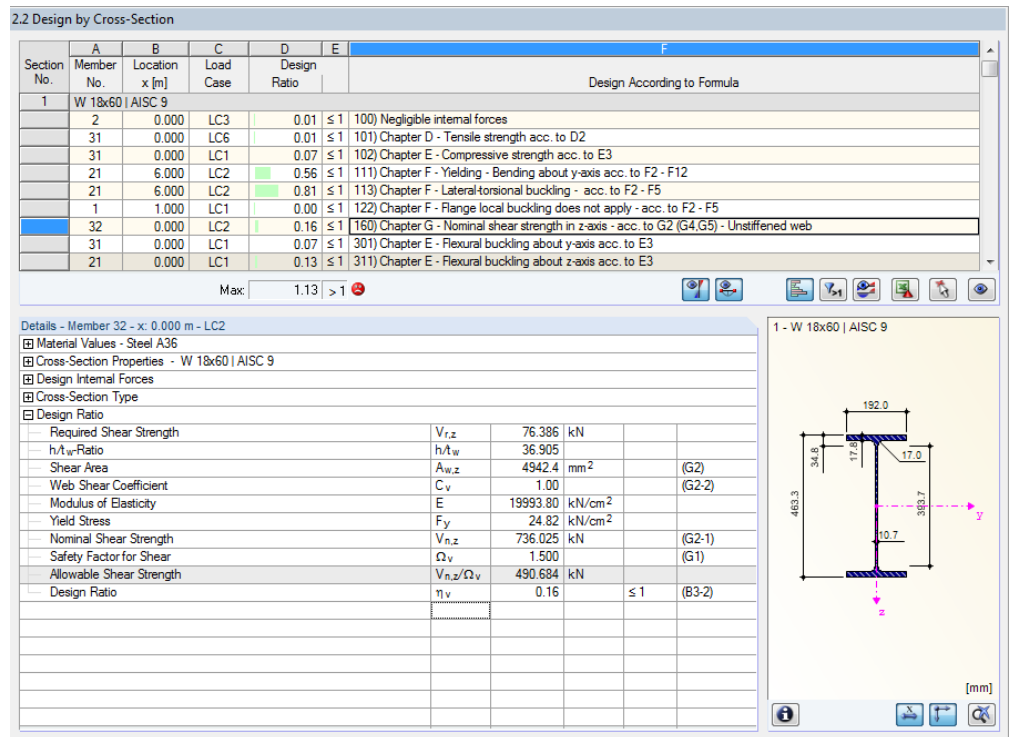 2.2 Design by Cross-Section
A B C D E F
Section Member Location Load Design
No. No. x [m] Case Ratio Design According to Formula
1 W 18x60 | AISC 9
2 0.000 LC3 0.01 ≤ 1 100) Negligible internal forces
31 0.000 LC6 0.01 ≤ 1 101) Chapter D - Tensile strength acc. to D2
31 0.000 LC1 0.07 ≤ 1 102) Chapter E - Compressive strength acc. to E3
21 6.000 LC2 0.56 ≤ 1 111) Chapter F - Yielding - Bending about y-axis acc. to F2 - F12
21 6.000 LC2 0.81 ≤ 1 113) Chapter F - Lateral-torsional buckling - acc. to F2 - F5
1 1.000 LC1 0.00 ≤ 1 122) Chapter F - Flange local buckling does not apply - acc. to F2 - F5
32 0.000 LC2 0.16 ≤ 1 160) Chapter G - Nominal shear strength in z-axis - acc. to G2 (G4,G5) - Unstiffened web
31 0.000 LC1 0.07 ≤ 1 301) Chapter E - Flexural buckling about y-axis acc. to E3
21 0.000 LC1 0.13 ≤ 1 311) Chapter E - Flexural buckling about z-axis acc. to E3
Max: 1.13 > 1
Details - Member 32 - x: 0.000 m - LC2
Material Values - Steel A36
Cross-Section Properties - W 18x60 | AISC 9
Design Internal Forces
Cross-Section Type
Design Ratio
Required Shear Strength Vr,z 76.386 kN
h/tw-Ratio h/tw 36.905
Shear Area Aw,z 4942.4 mm2 (G2)
Web Shear Coefficient Cv 1.00 (G2-2)
Modulus of Elasticity E 19993.80 kN/cm2
Yield Stress Fy 24.82 kN/cm2
Nominal Shear Strength Vn,z 736.025 kN (G2-1)
Safety Factor for Shear Ωv 1.500 (G1)
Allowable Shear Strength Vn,z/Ωv 490.684 kN
Design Ratio ηv 0.16 ≤ 1 (B3-2)
1 - W 18x60 | AISC 9
192.0
34.8
17.8
17.0
463.3
393.7
y
10.7
z
[mm]